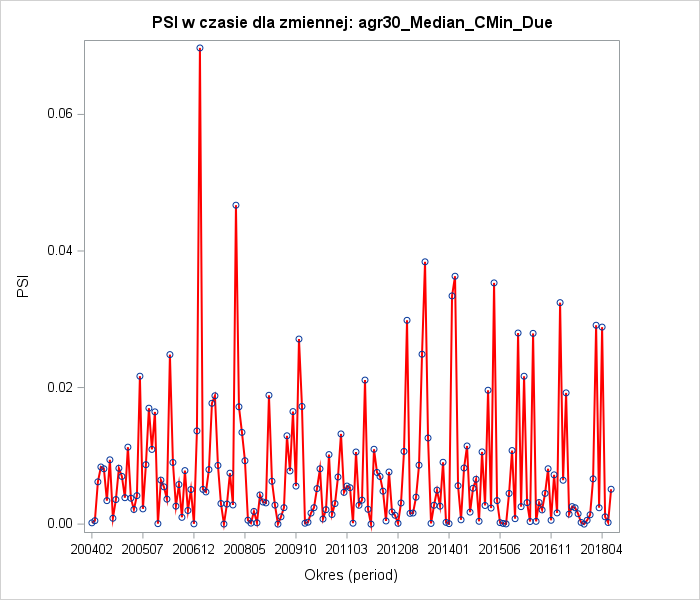 PSI w czasie dla zmiennej: agr30_Median_CMin_Due
PSI
0.06
0.04
0.02
0.00
200402 200507 200612 200805 200910 201103 201208 201401 201506 201611 201804
Okres (period)